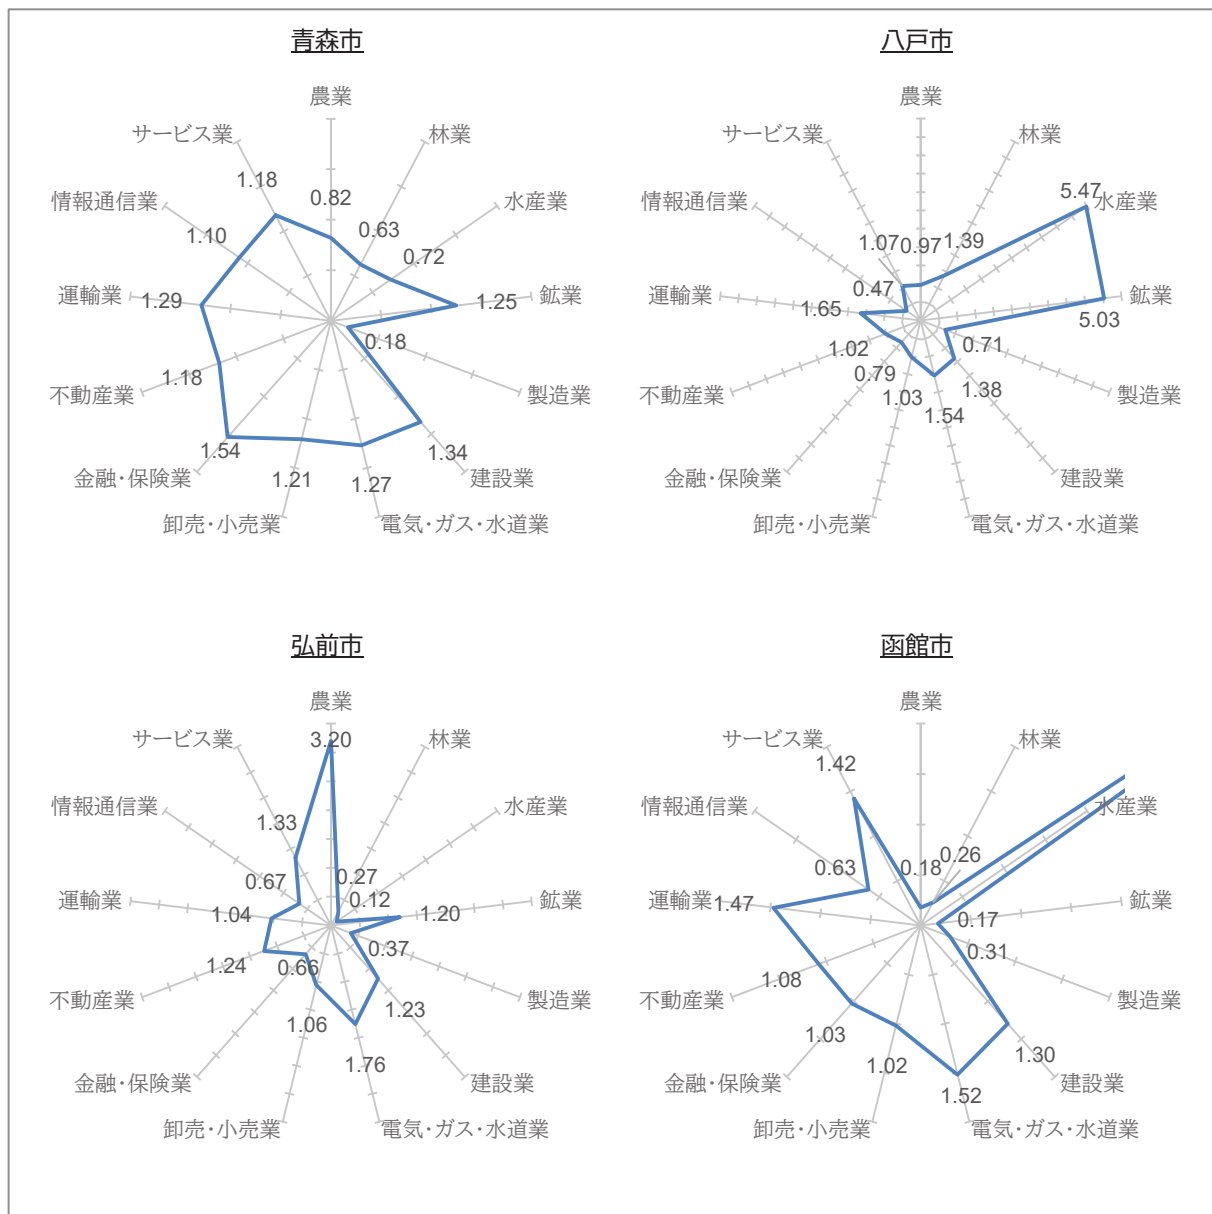 青森市
農業
林業
水産業
鉱業
製造業
建設業
電気・ガス・水道業
卸売・小売業
金融・保険業
不動産業
運輸業
情報通信業
サービス業
0.82
0.63
0.72
1.25
0.18
1.34
1.27
1.21
1.54
1.18
1.29
1.10
1.18
八戸市
農業
林業
水産業
鉱業
製造業
建設業
電気・ガス・水道業
卸売・小売業
金融・保険業
不動産業
運輸業
情報通信業
サービス業
0.97
1.39
5.47
5.03
0.71
1.38
1.54
1.03
0.79
1.02
1.65
0.47
1.07
弘前市
農業
林業
水産業
鉱業
製造業
建設業
電気・ガス・水道業
卸売・小売業
金融・保険業
不動産業
運輸業
情報通信業
サービス業
3.20
0.27
0.12
1.20
0.37
1.23
1.76
1.06
0.66
1.24
1.04
0.67
1.33
函館市
農業
林業
水産業
鉱業
製造業
建設業
電気・ガス・水道業
卸売・小売業
金融・保険業
不動産業
運輸業
情報通信業
サービス業
0.18
0.26
0.17
0.31
1.30
1.52
1.02
1.03
1.08
1.47
0.63
1.42